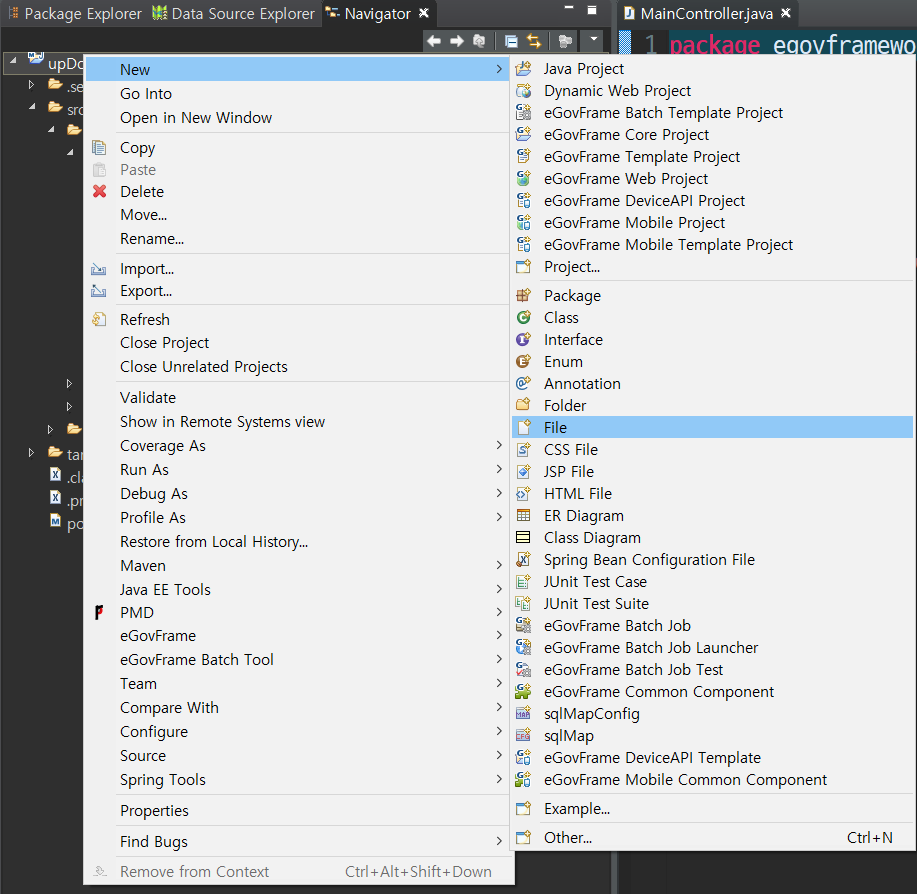 Package Explorer
Data Source Explorer
Navigator
MainController.java
1 package egovframewo
upDo
.se
src
tar
.cl
.pr
po
New
Go Into
Open in New Window
Copy
Paste
Delete
Move...
Rename...
Import...
Export...
Refresh
Close Project
Close Unrelated Projects
Validate
Show in Remote Systems view
Coverage As
Run As
Debug As
Profile As
Restore from Local History...
Maven
Java EE Tools
PMD
eGovFrame
eGovFrame Batch Tool
Team
Compare With
Configure
Source
Spring Tools
Properties
Find Bugs
Remove from Context Ctrl+Alt+Shift+Down
Java Project
Dynamic Web Project
eGovFrame Batch Template Project
eGovFrame Core Project
eGovFrame Template Project
eGovFrame Web Project
eGovFrame DeviceAPI Project
eGovFrame Mobile Project
eGovFrame Mobile Template Project
Project...
Package
Class
Interface
Enum
Annotation
Folder
File
CSS File
JSP File
HTML File
ER Diagram
Class Diagram
Spring Bean Configuration File
JUnit Test Case
JUnit Test Suite
eGovFrame Batch Job
eGovFrame Batch Job Launcher
eGovFrame Batch Job Test
eGovFrame Common Component
sqlMapConfig
sqlMap
eGovFrame DeviceAPI Template
eGovFrame Mobile Common Component
Example...
Other... Ctrl+N